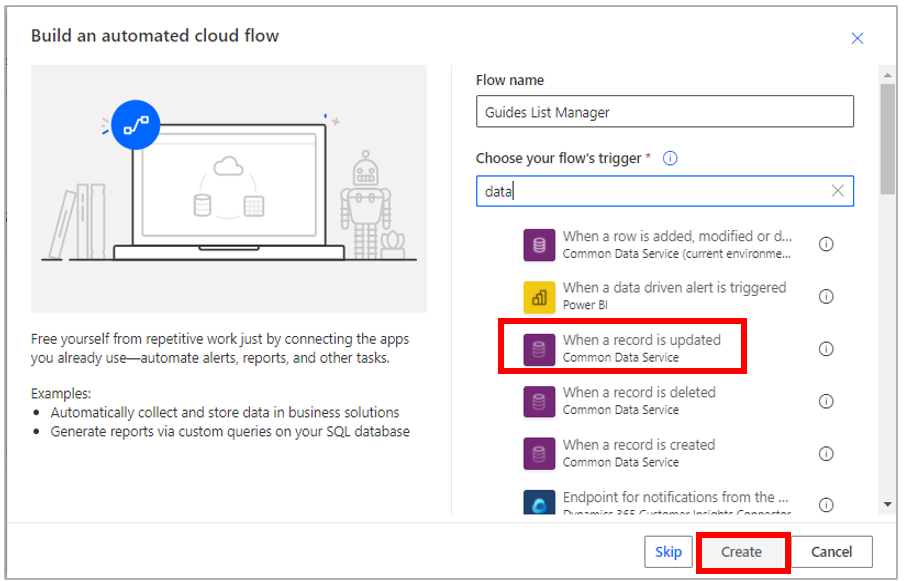 Build an automated cloud flow
Free yourself from repetitive work just by connecting the apps
you already use—automate alerts, reports, and other tasks.
Examples:
• Automatically collect and store data in business solutions
• Generate reports via custom queries on your SQL database
Flow name
Guides List Manager
Choose your flow's trigger *
data
When a row is added, modified or d...
Common Data Service (current environme...
When a data driven alert is triggered
Power BI
When a record is updated
Common Data Service
When a record is deleted
Common Data Service
When a record is created
Common Data Service
Endpoint for notifications from the ...
Dynamics 365 Customer Insights Connector
Skip
Create
Cancel